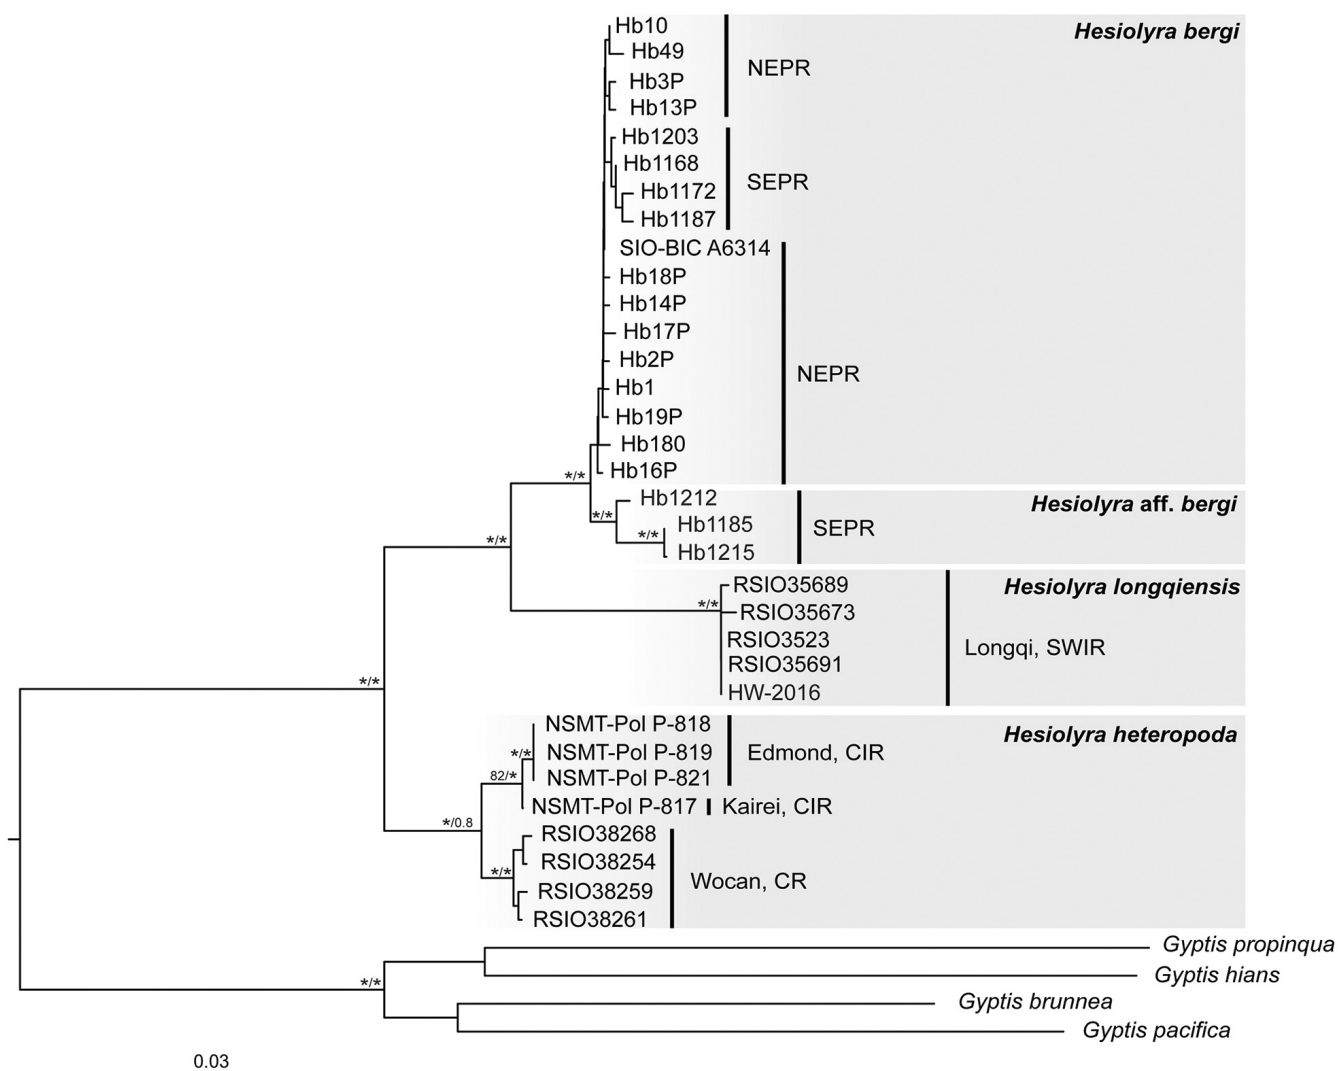 Hb10
Hesiolyra bergi
Hb49
NEPR
Hb3P
Hb13P
Hb1203
Hb1168
SEPR
Hb1172
Hb1187
SIO-BIC A6314
Hb18P
Hb14P
Hb17P
Hb2P
NEPR
Hb1
Hb19P
Hb180
Hb16P
*/*
Hb1212
Hesiolyra aff. bergi
*/*
Hb1185
SEPR
*/*
Hb1215
*/*
RSIO35689
Hesiolyra longqiensis
*/*
RSIO35673
RSIO3523
Longqi, SWIR
RSIO35691
HW-2016
*/*
NSMT-Pol P-818
Hesiolyra heteropoda
*/*
NSMT-Pol P-819
Edmond, CIR
82/*
NSMT-Pol P-821
NSMT-Pol P-817
Kairei, CIR
*/0.8
RSIO38268
RSIO38254
*/*
Wocan, CR
RSIO38259
RSIO38261
Gyptis propinqua
*/*
Gyptis hians
Gyptis brunnea
Gyptis pacifica
0.03